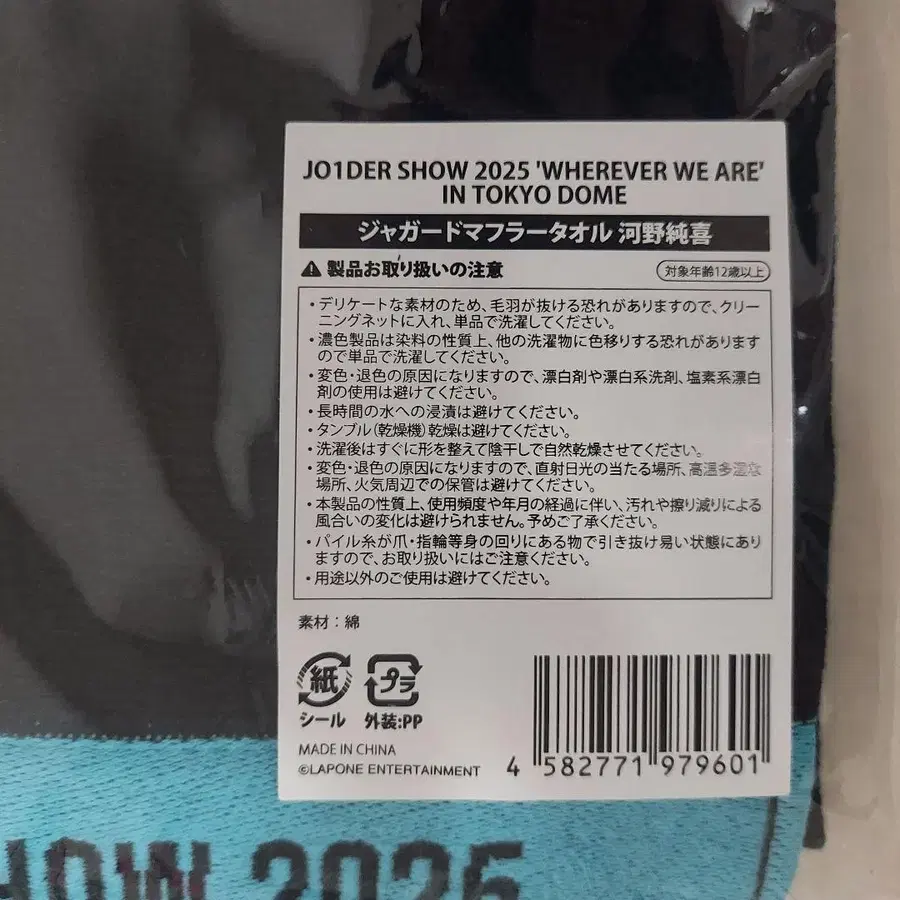 JO1DER SHOW 2025 'WHEREVER WE ARE'
IN TOKYO DOME
ジャガードマフラータオル 河野純喜
製品お取り扱いの注意
対象年齢12歳以上
・デリケートな素材のため、毛羽が抜ける恐れがありますので、クリー
ニングネットに入れ、単品で洗濯してください。
・濃色製品は染料の性質上、他の洗濯物に色移りする恐れがあります
ので単品で洗濯してください。
・変色・退色の原因になりますので、漂白剤や漂白系洗剤、塩素系漂白
剤の使用は避けてください。
・長時間の水への浸漬は避けてください。
・タンブル(乾燥機)乾燥は避けてください。
・洗濯後はすぐに形を整えて陰干しで自然乾燥させてください。
・変色・退色の原因になりますので、直射日光の当たる場所、高温多湿な
場所、火気周辺での保管は避けてください。
・本製品の性質上、使用頻度や年月の経過に伴い、汚れや擦り減りによる
風合いの変化は避けられません。予めご了承ください。
・パイル糸が爪・指輪等身の回りにある物で引き抜け易い状態にあり
ますので、お取り扱いにはご注意ください。
・用途以外のご使用は避けてください。
素材：綿
紙
プラ
シール
外装:PP
MADE IN CHINA
©LAPONE ENTERTAINMENT
4 582771 979601
HOW 2025